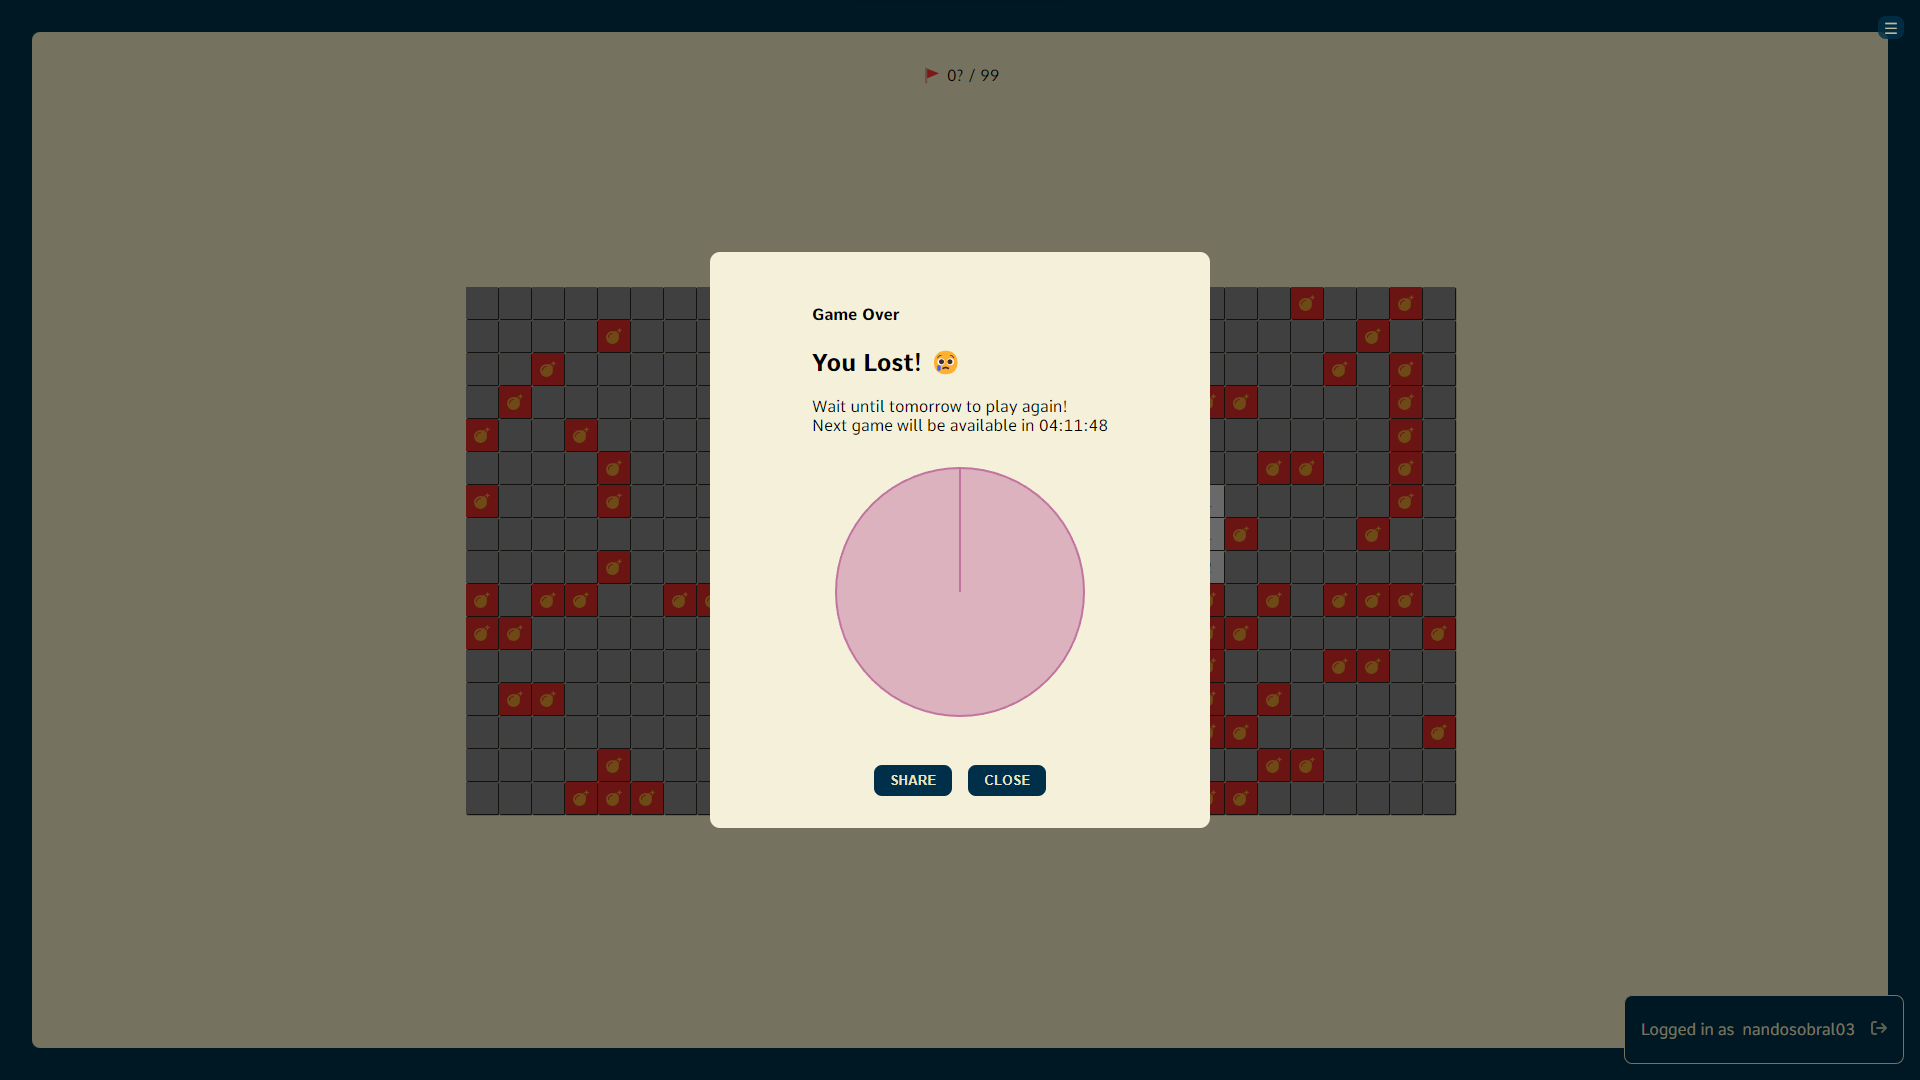 0? / 99
Game Over
You Lost! 😢
Wait until tomorrow to play again!
Next game will be available in 04:11:48
SHARE CLOSE
Logged in as nandosobral03